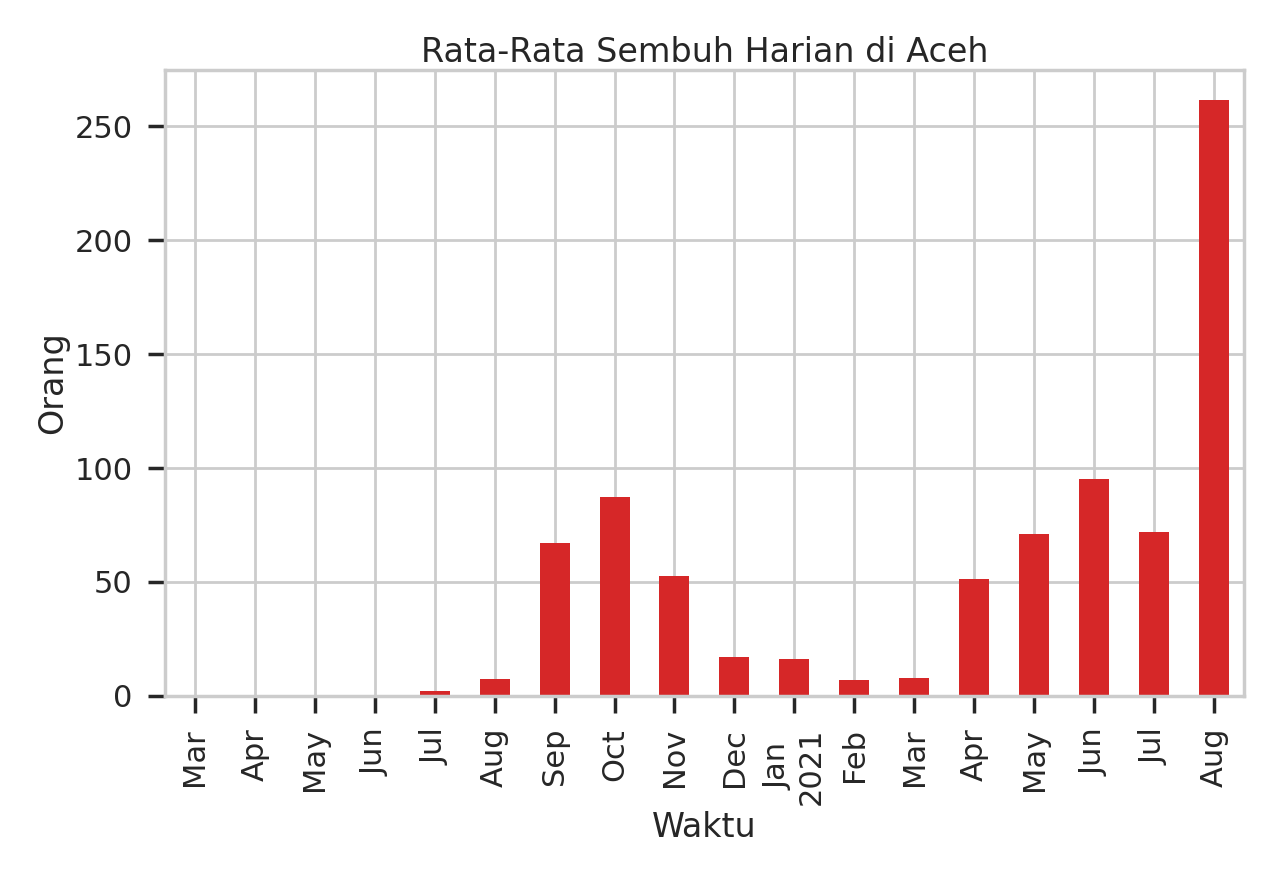 Rata-Rata Sembuh Harian di Aceh
Orang
250
200
150
100
50
0
Mar
Apr
May
Jun
Jul
Aug
Sep
Oct
Nov
Dec
Jan
2021
Feb
Mar
Apr
May
Jun
Jul
Aug
Waktu